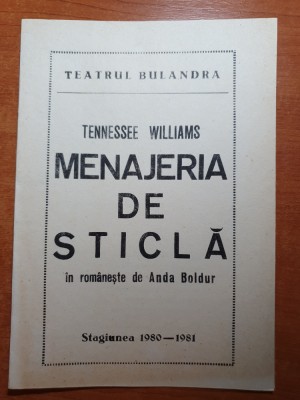 TEATRUL BULANDRA
TENNESSEE WILLIAMS
MENAJERIA
DE
STICLĂ
în românește de Anda Boldur
Stagiunea 1980—1981